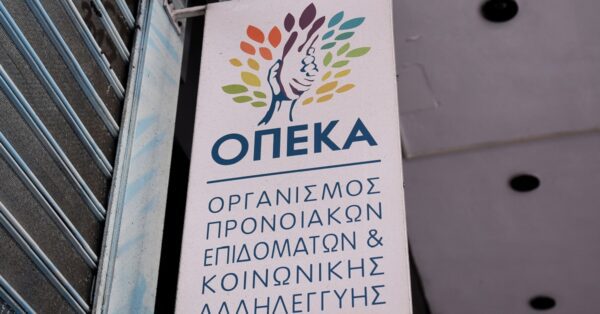 ΟΠΕΚΑ
ΟΡΓΑΝΙΣΜΟΣ
ΠΡΟΝΟΙΑΚΩΝ
ΕΠΙΔΟΜΑΤΩΝ &
ΚΟΙΝΩΝΙΚΗΣ
ΑΛΛΗΛΕΓΓΥΗΣ